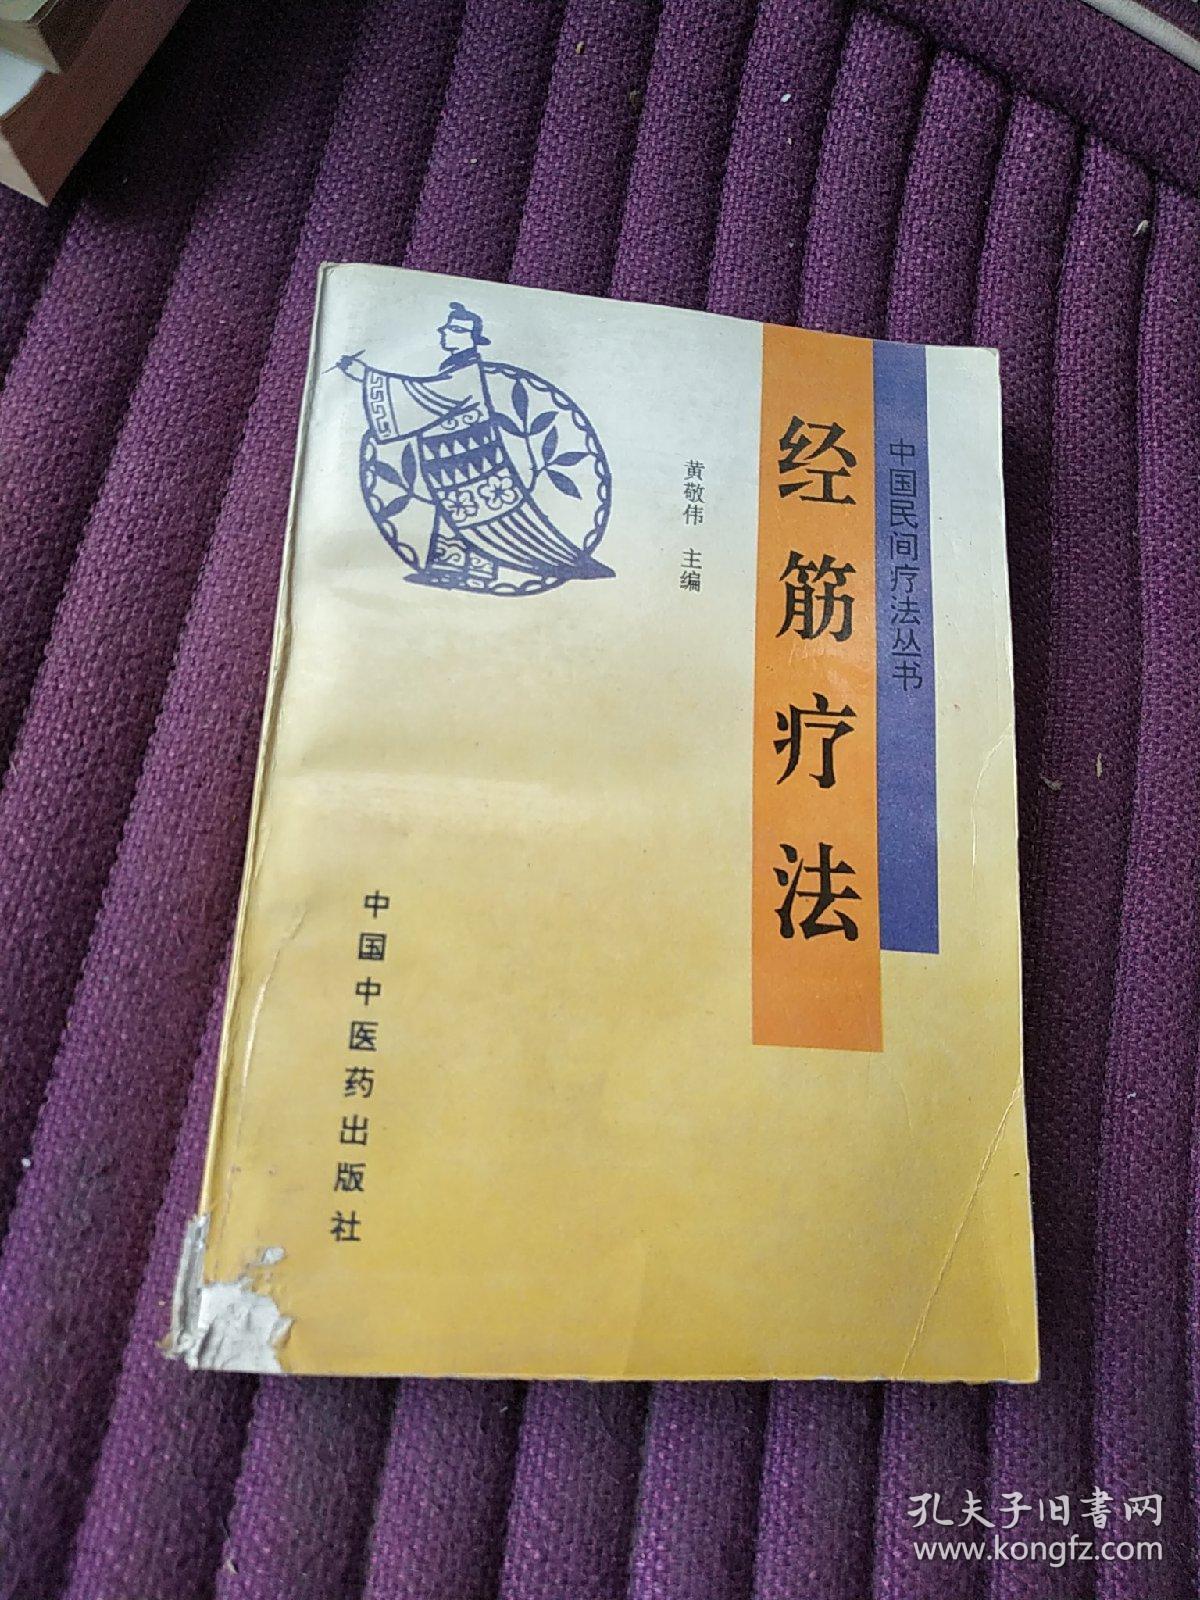 中国民间疗法丛书
经筋疗法
黄敬伟 主编
中国中医药出版社
孔夫子旧書网
www.kongfz.com